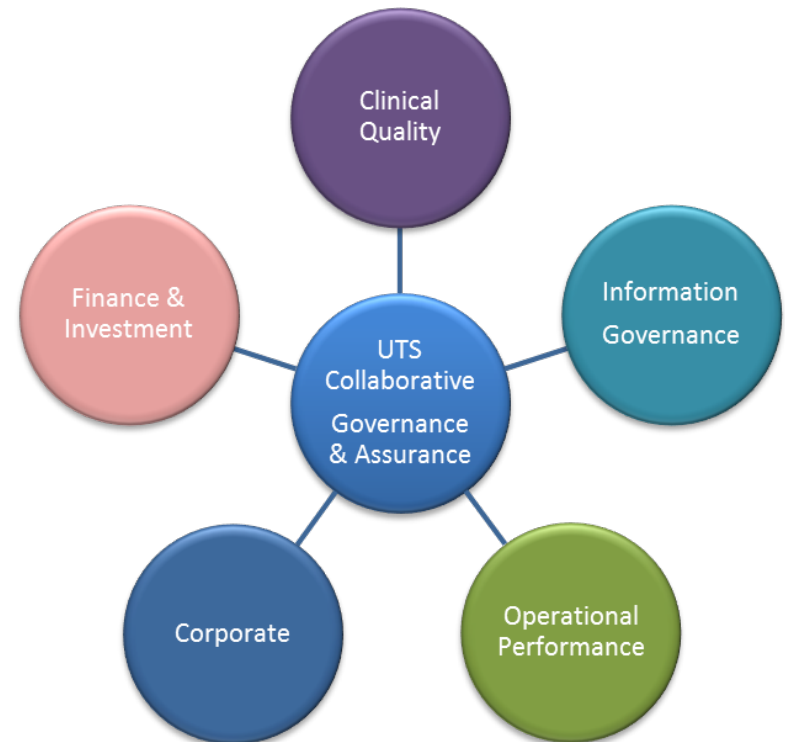 Clinical
Quality
Information
Governance
Finance &
Investment
UTS
Collaborative
Governance
& Assurance
Operational
Performance
Corporate